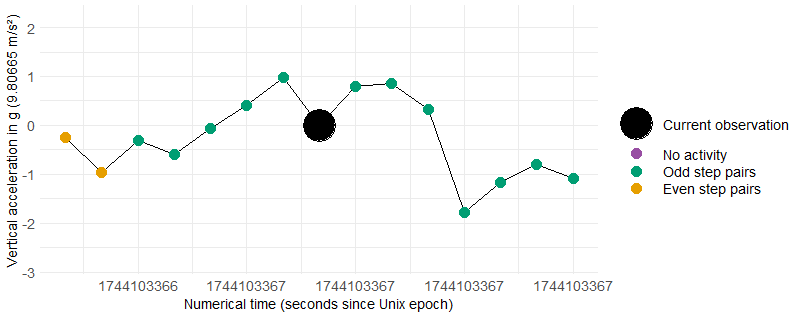 Vertical acceleration in g (9.80665 m/s²)
2
1
0
-1
-2
-3
1744103366 1744103367 1744103367 1744103367 1744103367
Numerical time (seconds since Unix epoch)
Current observation
No activity
Odd step pairs
Even step pairs